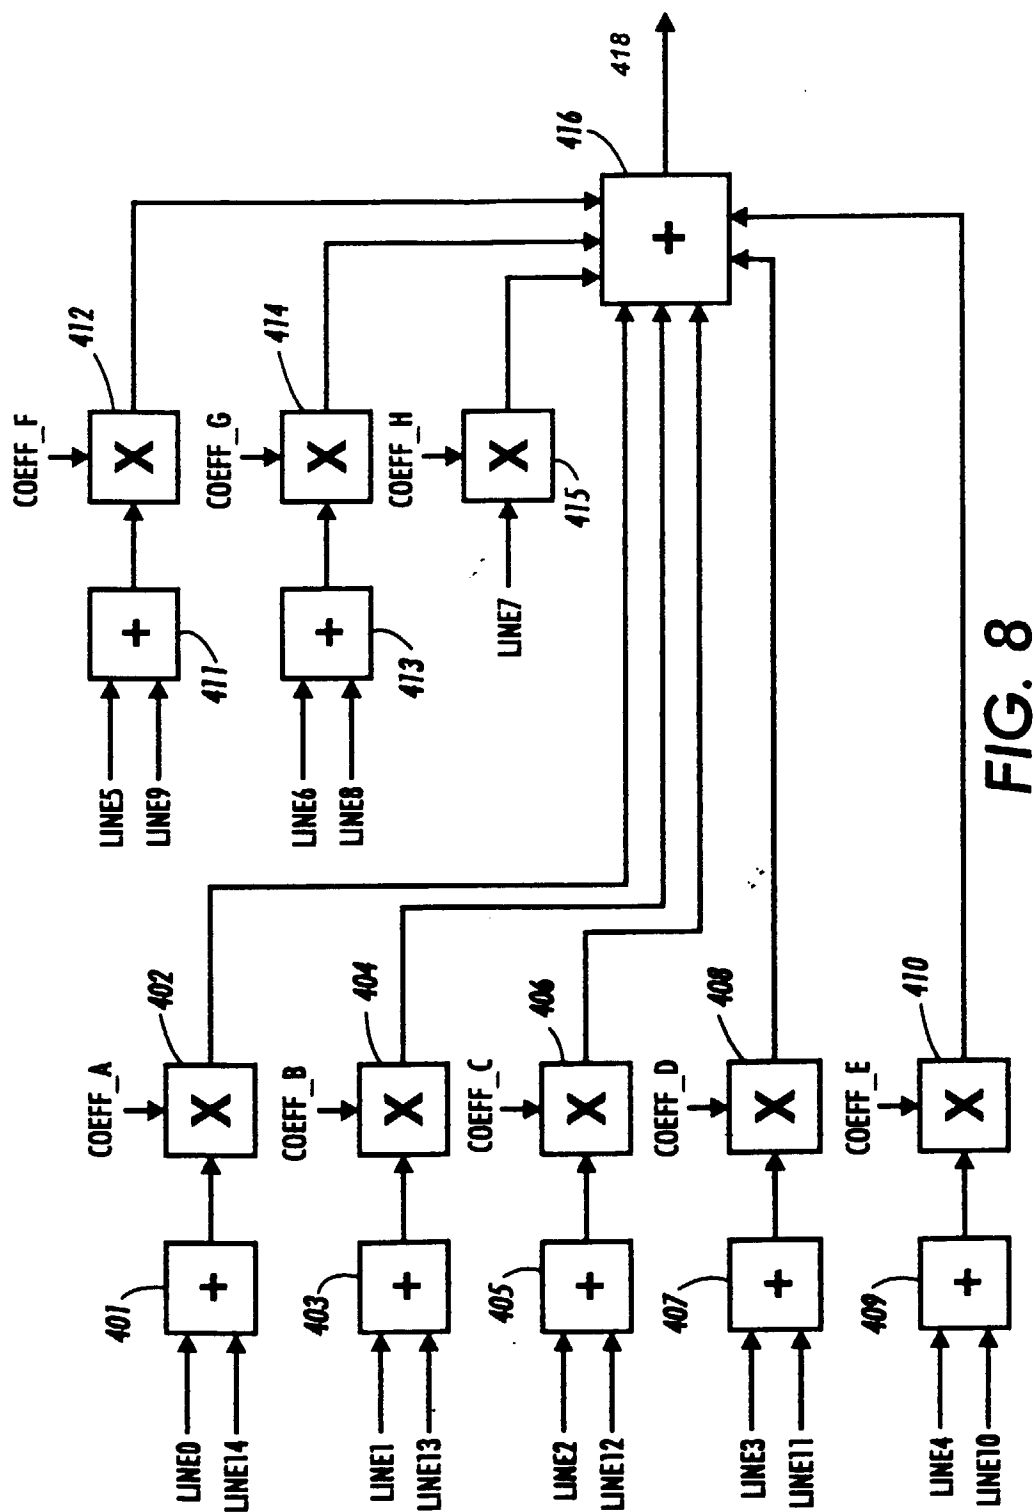 COEFF_F
412
LINE5
LINE9
411
COEFF_G
414
LINE6
LINE8
413
COEFF_H
LINE7
415
416
418
COEFF_A
402
401
LINE0
LINE14
COEFF_B
404
403
LINE1
LINE13
COEFF_C
406
405
LINE2
LINE12
COEFF_D
408
407
LINE3
LINE11
COEFF_E
410
409
LINE4
LINE10
+
X
+
X
X
+
+
X
+
X
+
X
+
X
+
X
FIG. 8